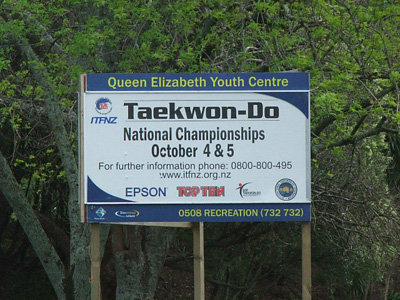 Queen Elizabeth Youth Centre
ITFNZ
Taekwon-Do
National Championships
October 4 & 5
For further information phone: 0800-800-495
www.itfnz.org.nz
EPSON TOP TEN
0508 RECREATION (732 732)